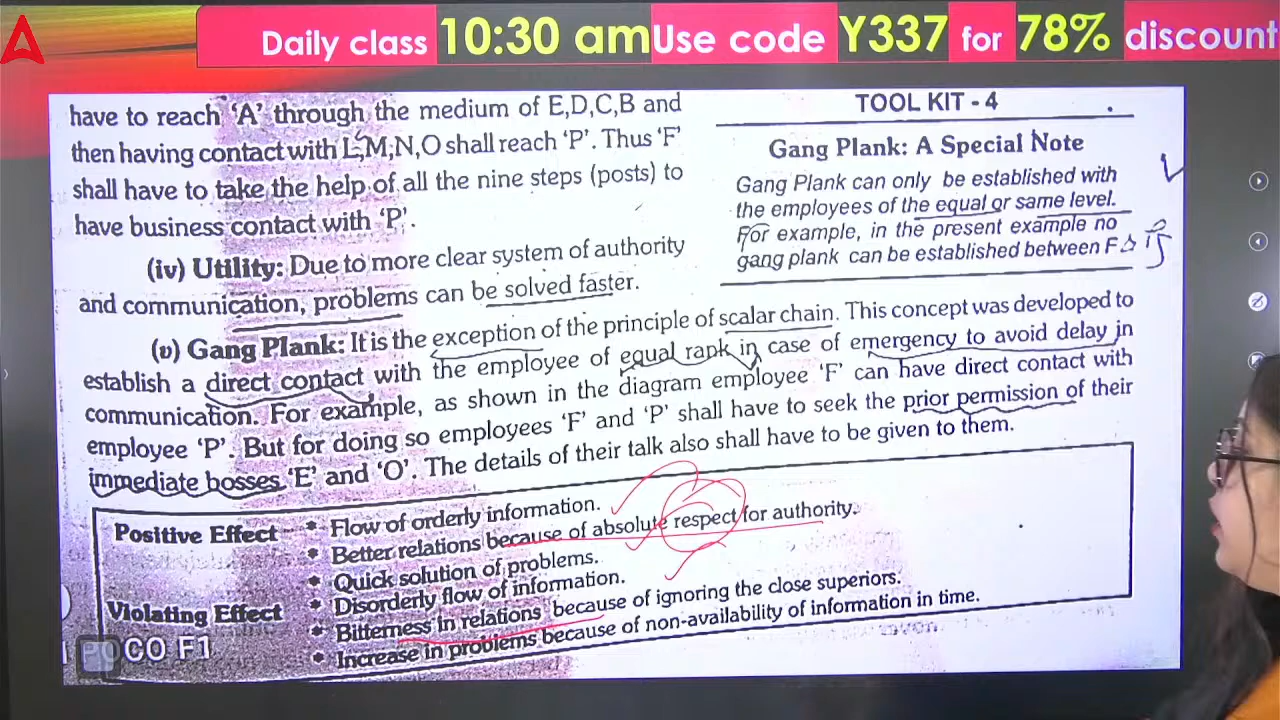 Daily class 10:30 am Use code Y337 for 78% discount
have to reach 'A' through the medium of E,D,C,B and
then having contact with L,M,N,O shall reach 'P'. Thus 'F'
shall have to take the help of all the nine steps (posts) to
have business contact with 'P'.
(iv) Utility: Due to more clear system of authority
and communication, problems can be solved faster.
TOOL KIT - 4
Gang Plank: A Special Note
Gang Plank can only be established with
the employees of the equal or same level.
For example, in the present example no
gang plank can be established between F
(v) Gang Plank: It is the exception of the principle of scalar chain. This concept was developed to
establish a direct contact with the employee of equal rank in case of emergency to avoid delay in
communication. For example, as shown in the diagram employee 'F' can have direct contact with
employee 'P'. But for doing so employees 'F' and 'P' shall have to seek the prior permission of their
immediate bosses 'E' and 'O'. The details of their talk also shall have to be given to them.
Positive Effect
* Flow of orderly information.
* Better relations because of absolute respect for authority.
* Quick solution of problems.
Violating Effect
* Disorderly flow of information.
* Bitterness in relations because of ignoring the close superiors.
* Increase in problems because of non-availability of information in time.
POCO F1